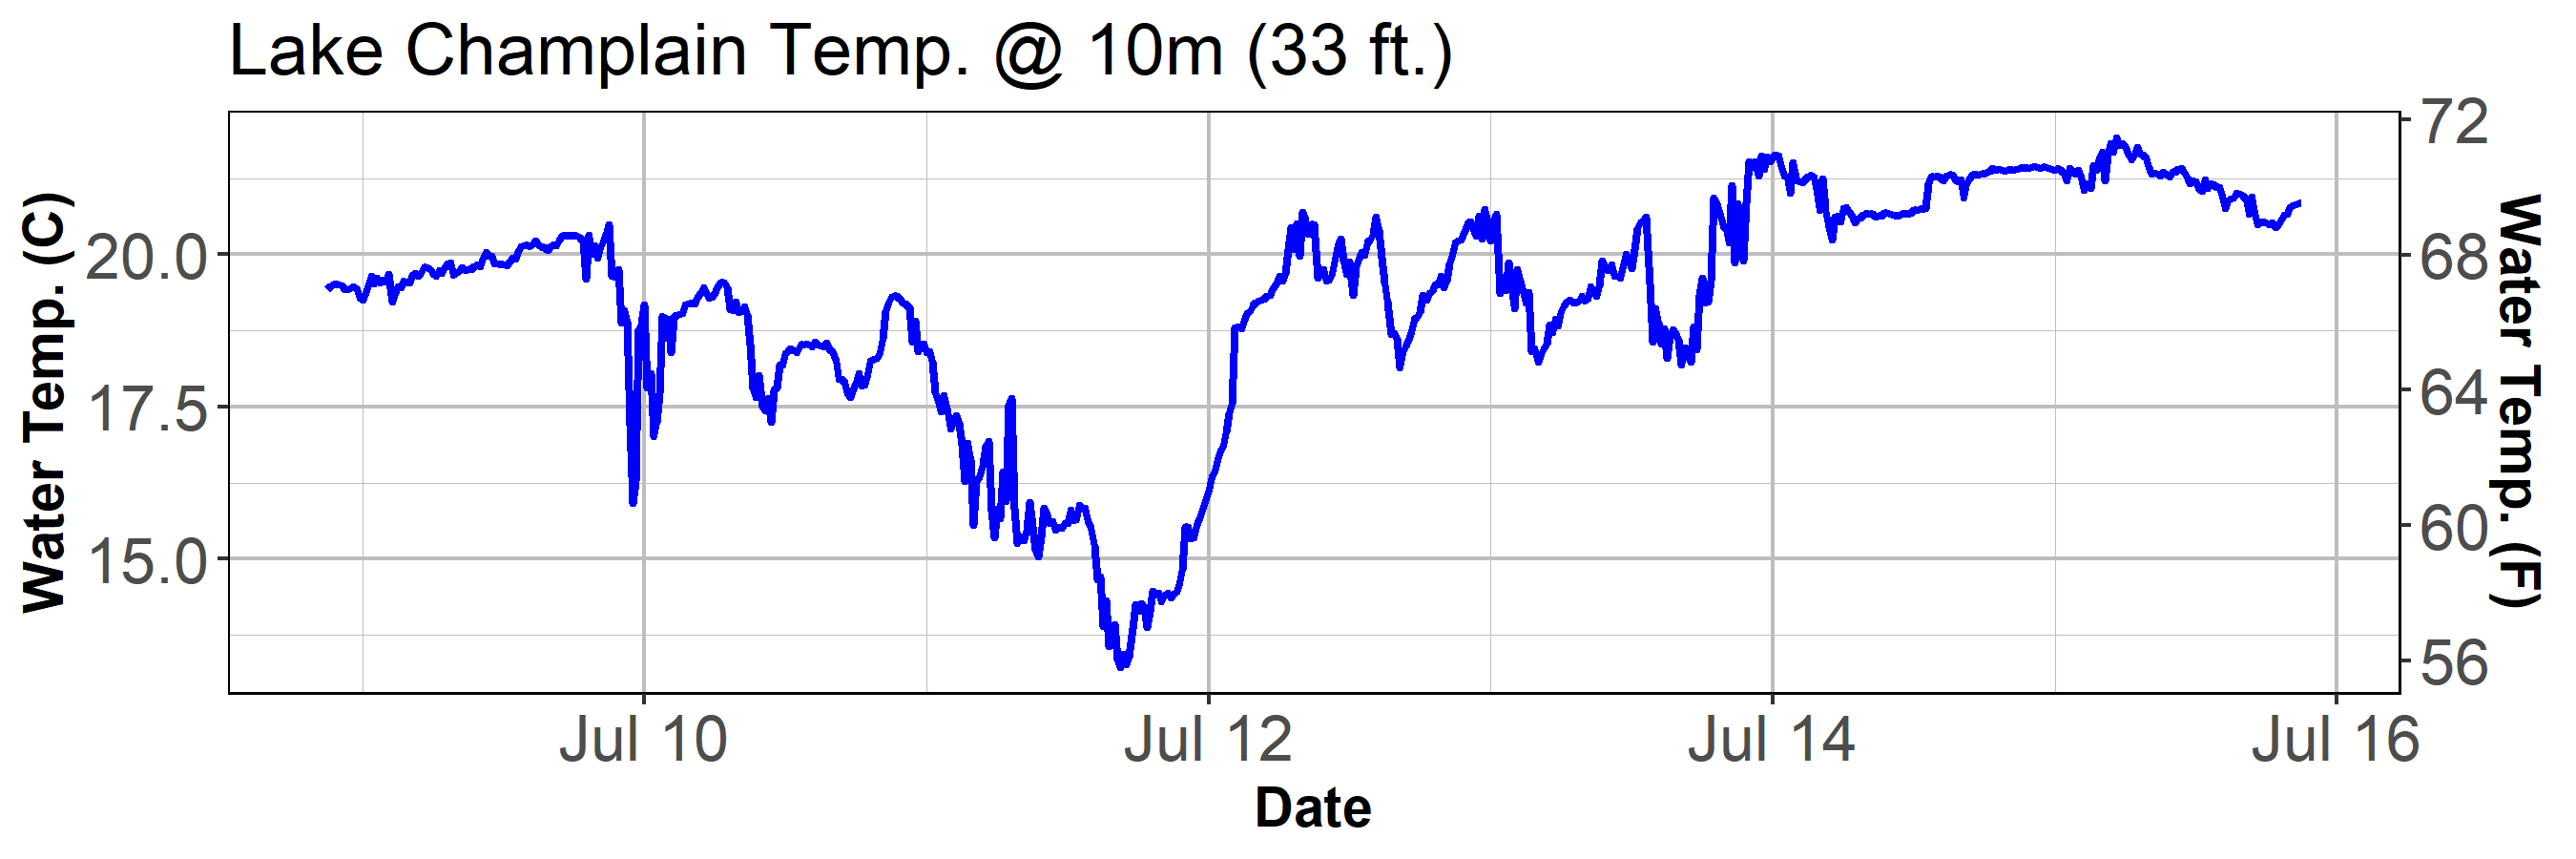 Lake Champlain Temp. @ 10m (33 ft.)
Water Temp. (C)
20.0
17.5
15.0
72
68
64
60
56
Water Temp. (F)
Jul 10 Jul 12 Jul 14 Jul 16
Date